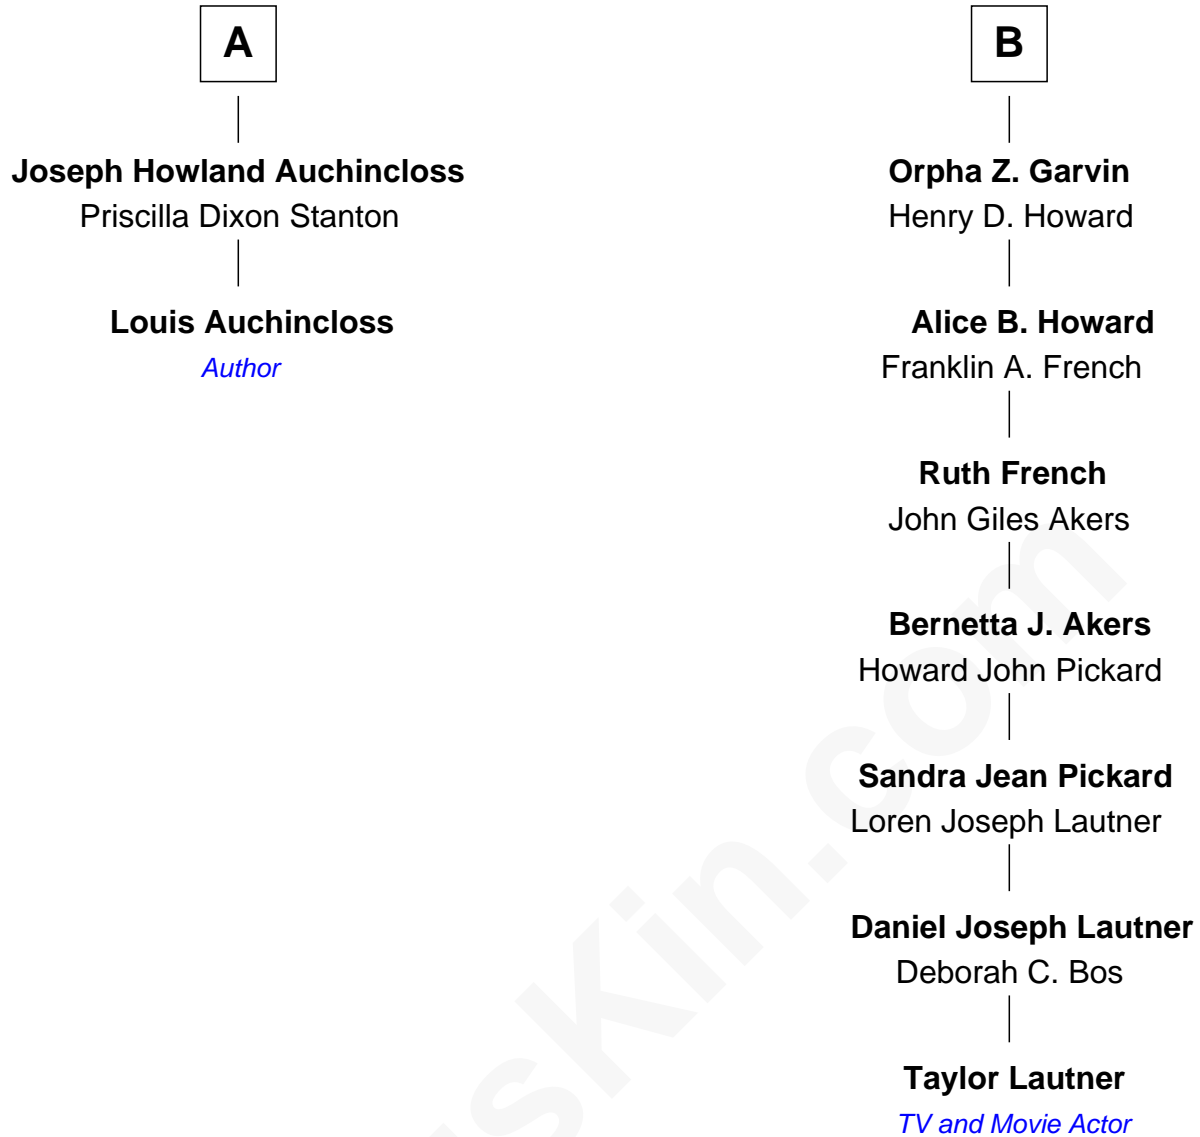 A
Joseph Howland Auchincloss
Priscilla Dixon Stanton
Louis Auchincloss
Author
B
Orpha Z. Garvin
Henry D. Howard
Alice B. Howard
Franklin A. French
Ruth French
John Giles Akers
Bernetta J. Akers
Howard John Pickard
Sandra Jean Pickard
Loren Joseph Lautner
Daniel Joseph Lautner
Deborah C. Bos
Taylor Lautner
TV and Movie Actor
sKin.com